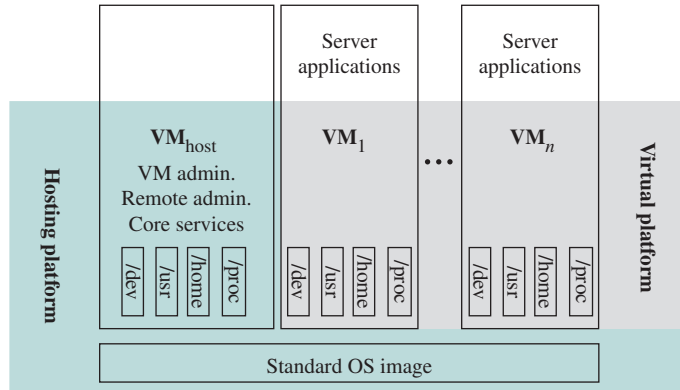 Server
applications
Server
applications
VMhost
VM admin.
Remote admin.
Core services
VM1
...
VMn
Hosting platform
Virtual platform
/dev
/usr
/home
/proc
/dev
/usr
/home
/proc
/dev
/usr
/home
/proc
Standard OS image